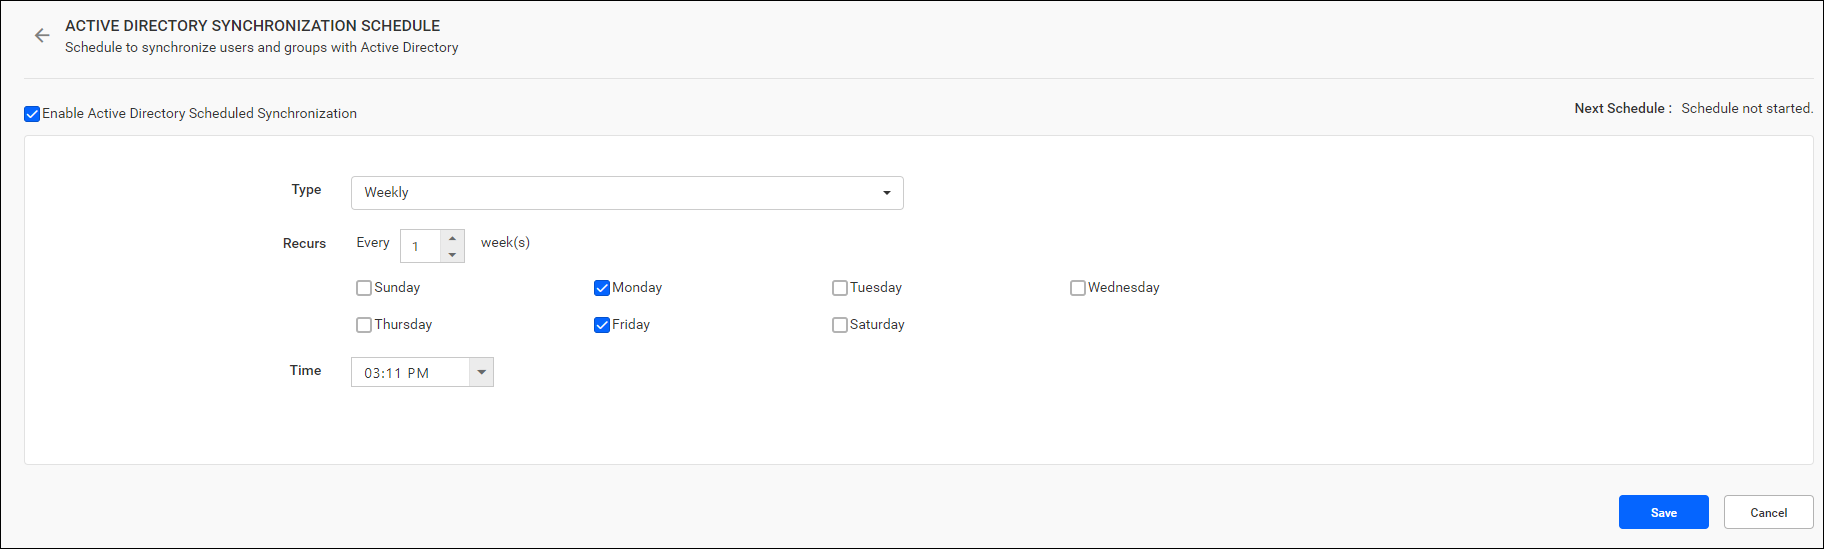 ACTIVE DIRECTORY SYNCHRONIZATION SCHEDULE
Schedule to synchronize users and groups with Active Directory
Enable Active Directory Scheduled Synchronization
Next Schedule : Schedule not started.
Type Weekly
Recurs Every 1 week(s)
Sunday Monday Tuesday Wednesday
Thursday Friday Saturday
Time 03:11 PM
Save Cancel